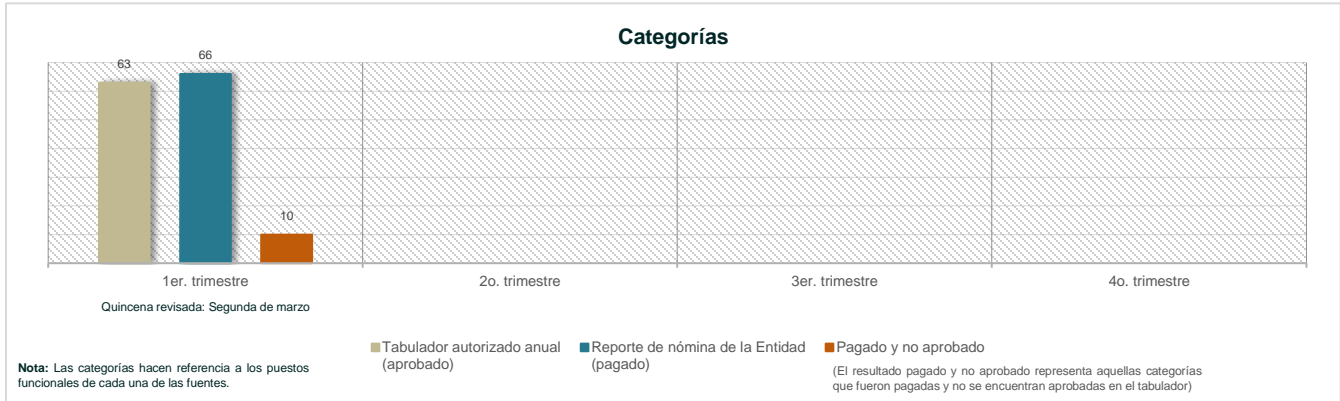 Categorías
63
66
10
1er. trimestre
2o. trimestre
3er. trimestre
4o. trimestre
Quincena revisada: Segunda de marzo
Tabulador autorizado anual
(aprobado)
Reporte de nómina de la Entidad
(pagado)
Pagado y no aprobado
(El resultado pagado y no aprobado representa aquellas categorías
que fueron pagadas y no se encuentran aprobadas en el tabulador)
Nota: Las categorías hacen referencia a los puestos
funcionales de cada una de las fuentes.